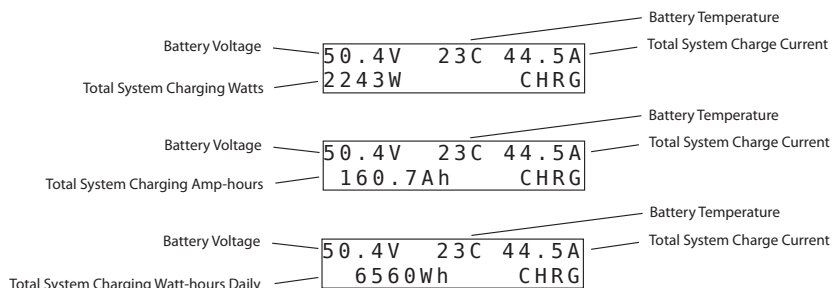 Battery Temperature
Battery Voltage 50.4V 23C 44.5A Total System Charge Current
Total System Charging Watts 2243W CHRG
Battery Temperature
Battery Voltage 50.4V 23C 44.5A Total System Charge Current
Total System Charging Amp-hours 160.7Ah CHRG
Battery Temperature
Battery Voltage 50.4V 23C 44.5A Total System Charge Current
Total System Charging Watt-hours Daily 6560Wh CHRG